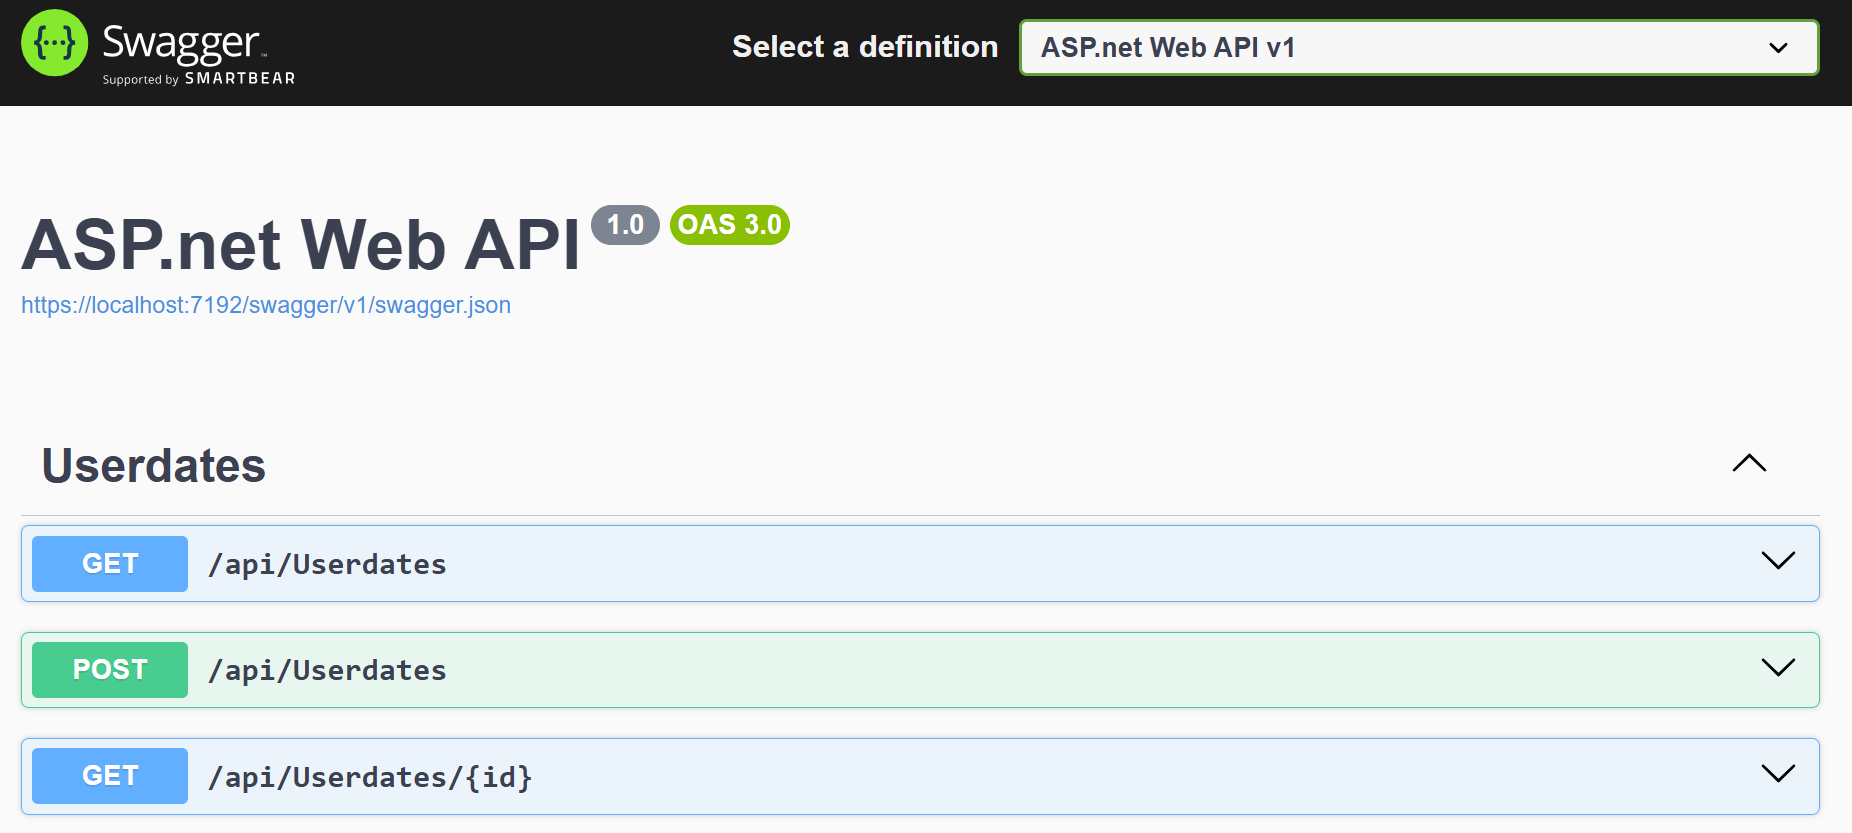 {···} Swagger™
Supported by SMARTBEAR
Select a definition
ASP.net Web API v1
ASP.net Web API 1.0 OAS 3.0
https://localhost:7192/swagger/v1/swagger.json
Userdates
GET /api/Userdates
POST /api/Userdates
GET /api/Userdates/{id}